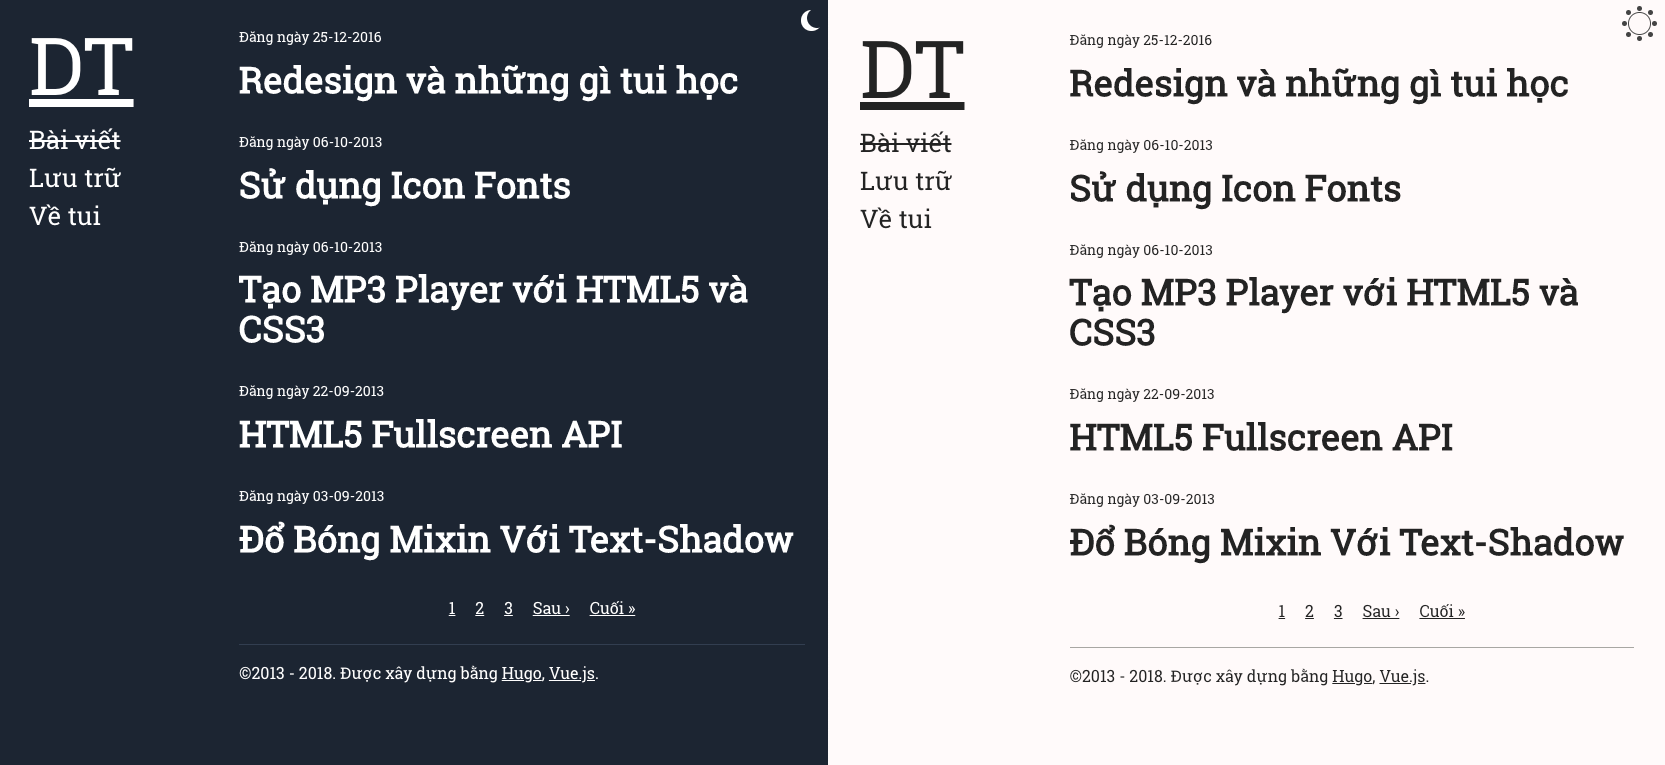 DT
Bài viết
Lưu trữ
Về tui
Đăng ngày 25-12-2016
Redesign và những gì tui học
Đăng ngày 06-10-2013
Sử dụng Icon Fonts
Đăng ngày 06-10-2013
Tạo MP3 Player với HTML5 và
CSS3
Đăng ngày 22-09-2013
HTML5 Fullscreen API
Đăng ngày 03-09-2013
Đổ Bóng Mixin Với Text-Shadow
1 2 3 Sau › Cuối »
©2013 - 2018. Được xây dựng bằng Hugo, Vue.js.
DT
Bài viết
Lưu trữ
Về tui
Đăng ngày 25-12-2016
Redesign và những gì tui học
Đăng ngày 06-10-2013
Sử dụng Icon Fonts
Đăng ngày 06-10-2013
Tạo MP3 Player với HTML5 và
CSS3
Đăng ngày 22-09-2013
HTML5 Fullscreen API
Đăng ngày 03-09-2013
Đổ Bóng Mixin Với Text-Shadow
1 2 3 Sau › Cuối »
©2013 - 2018. Được xây dựng bằng Hugo, Vue.js.